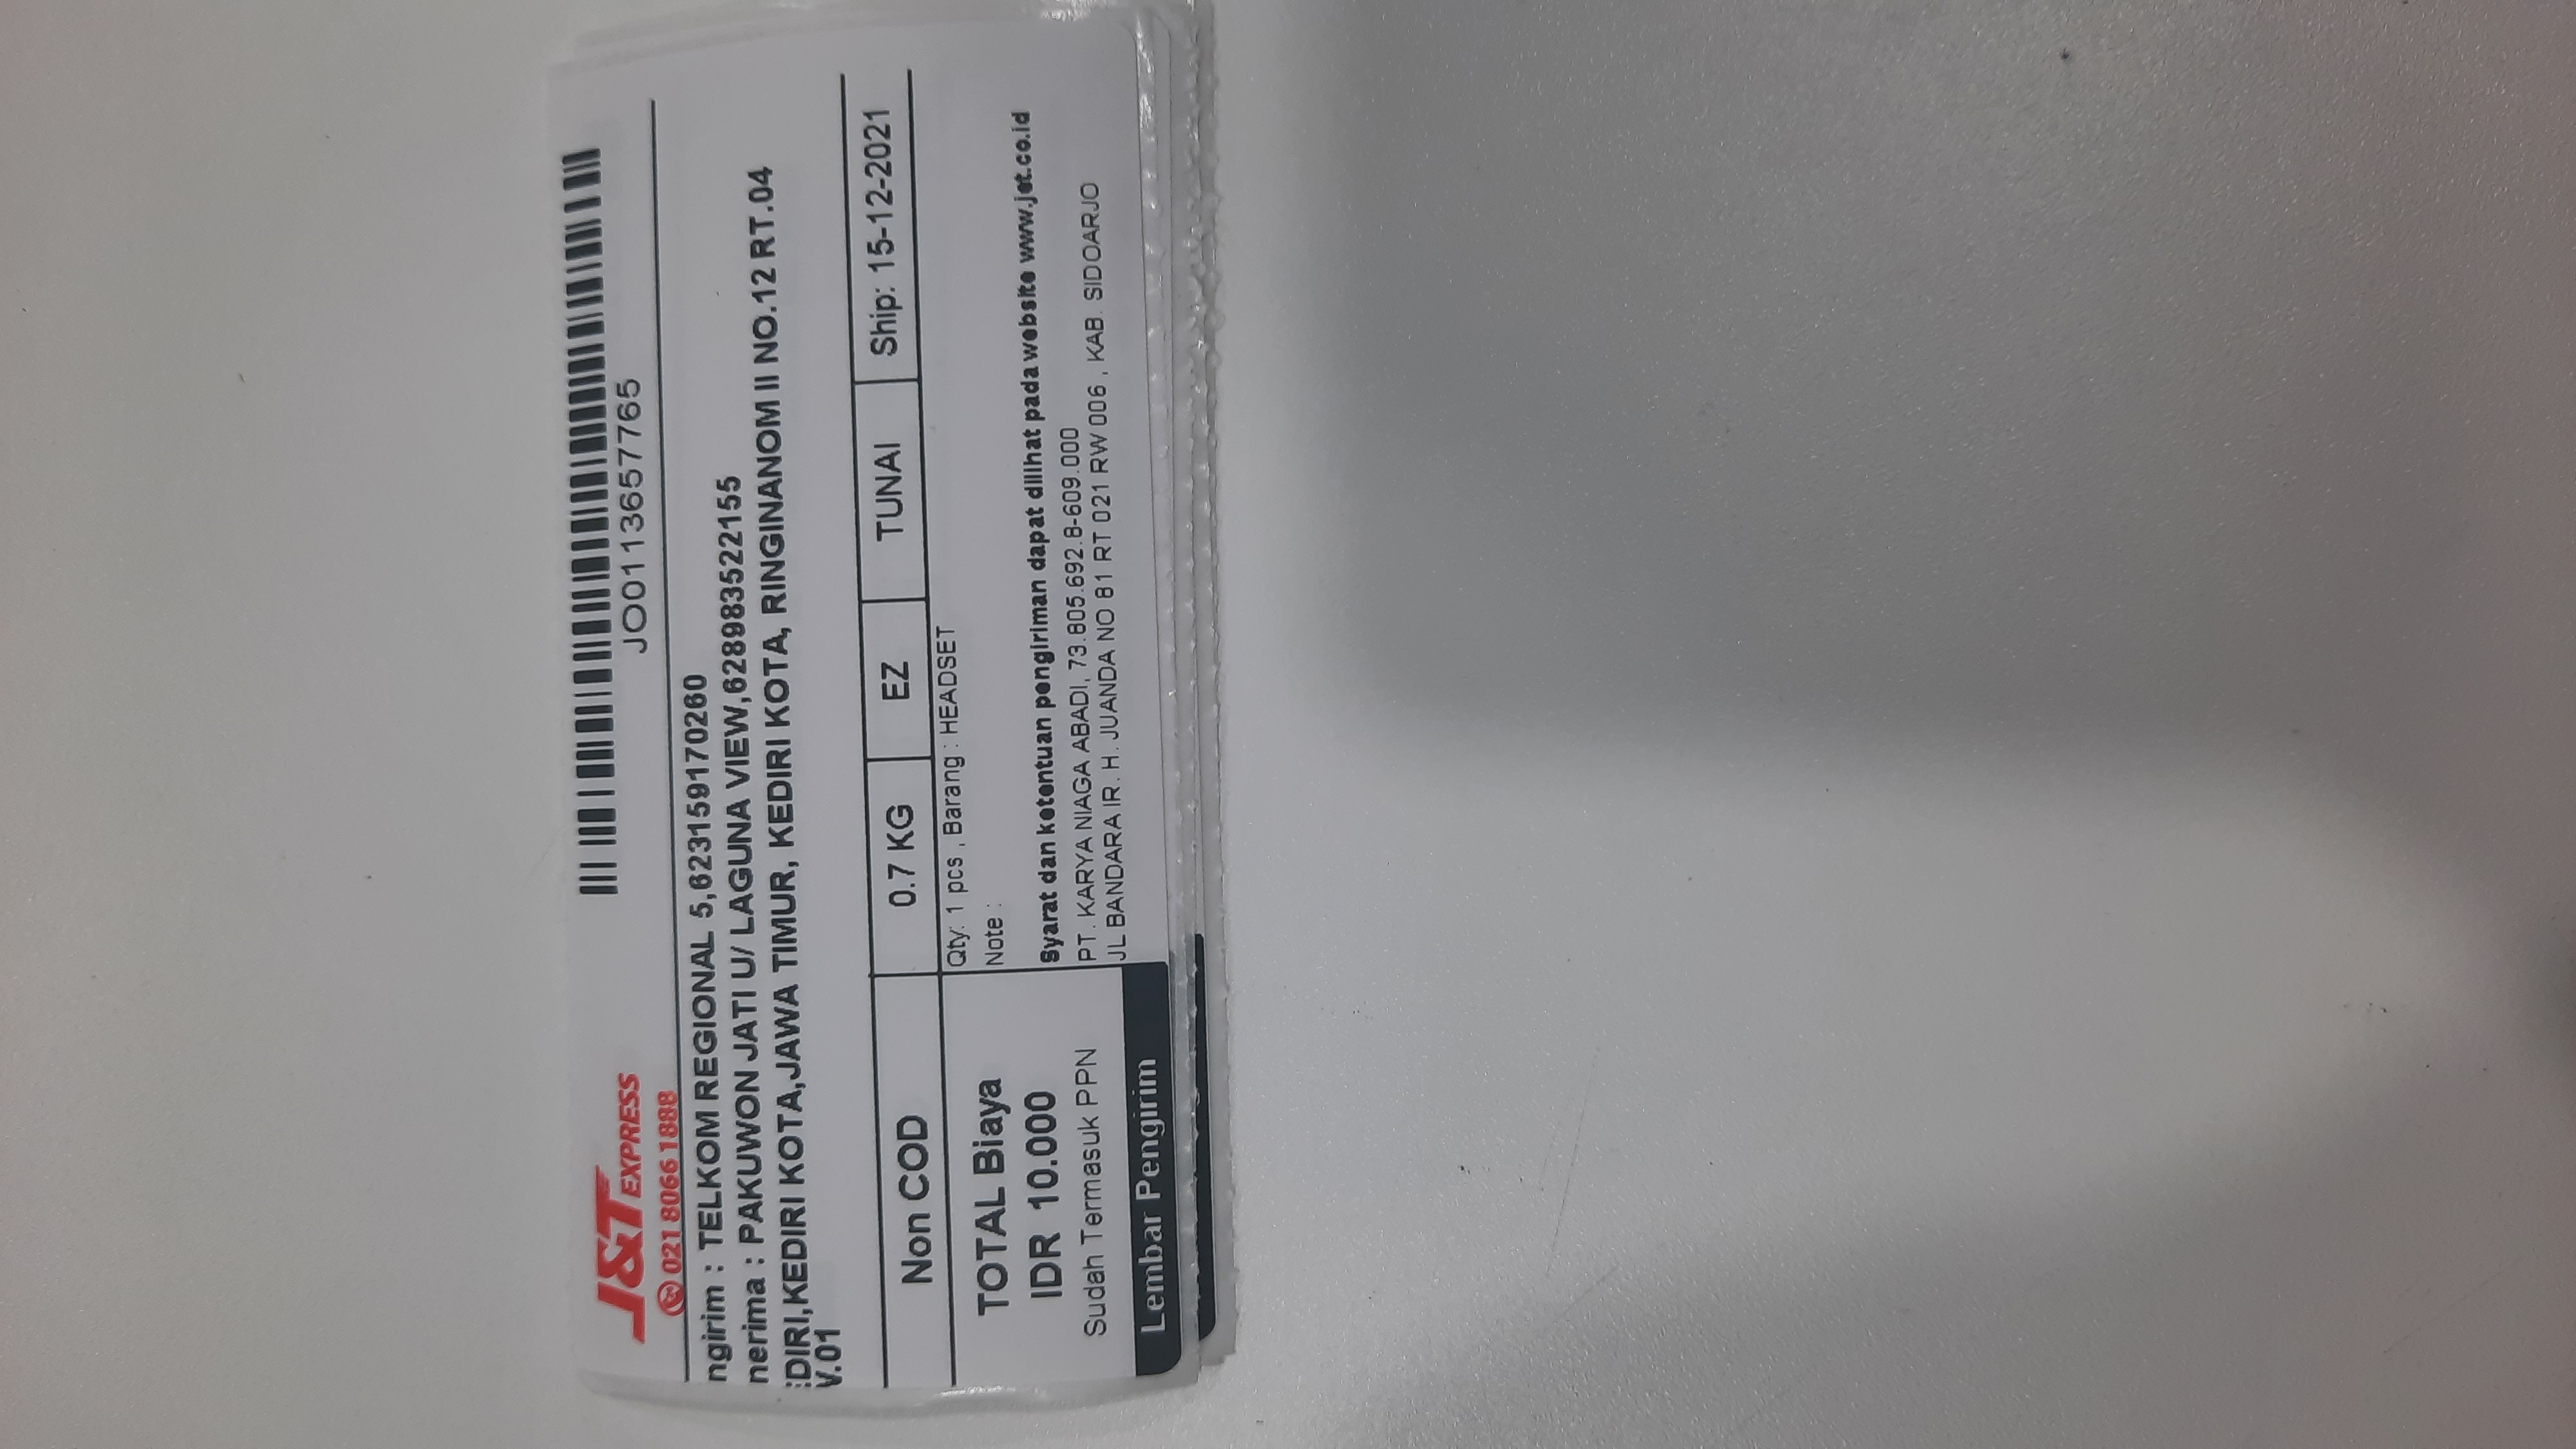 J&T EXPRESS
JO0113657765
021 8066 1888
ngirim : TELKOM REGIONAL 5,623159170260
nerima : PAKUWON JATI U/ LAGUNA VIEW,628983522155
EDIRI,KEDIRI KOTA,JAWA TIMUR, KEDIRI KOTA, RINGINANOM II NO.12 RT.04
W.01
Non COD 0.7 KG EZ TUNAI Ship: 15-12-2021
Qty: 1 pcs , Barang : HEADSET
Note :
TOTAL Biaya
IDR 10.000
Sudah Termasuk PPN
Syarat dan ketentuan pengiriman dapat dilihat pada website www.jet.co.id
PT. KARYA NIAGA ABADI, 73.805.692.8-609.000
JL BANDARA IR. H. JUANDA NO 81 RT 021 RW 006 , KAB. SIDOARJO
Lembar Pengirim